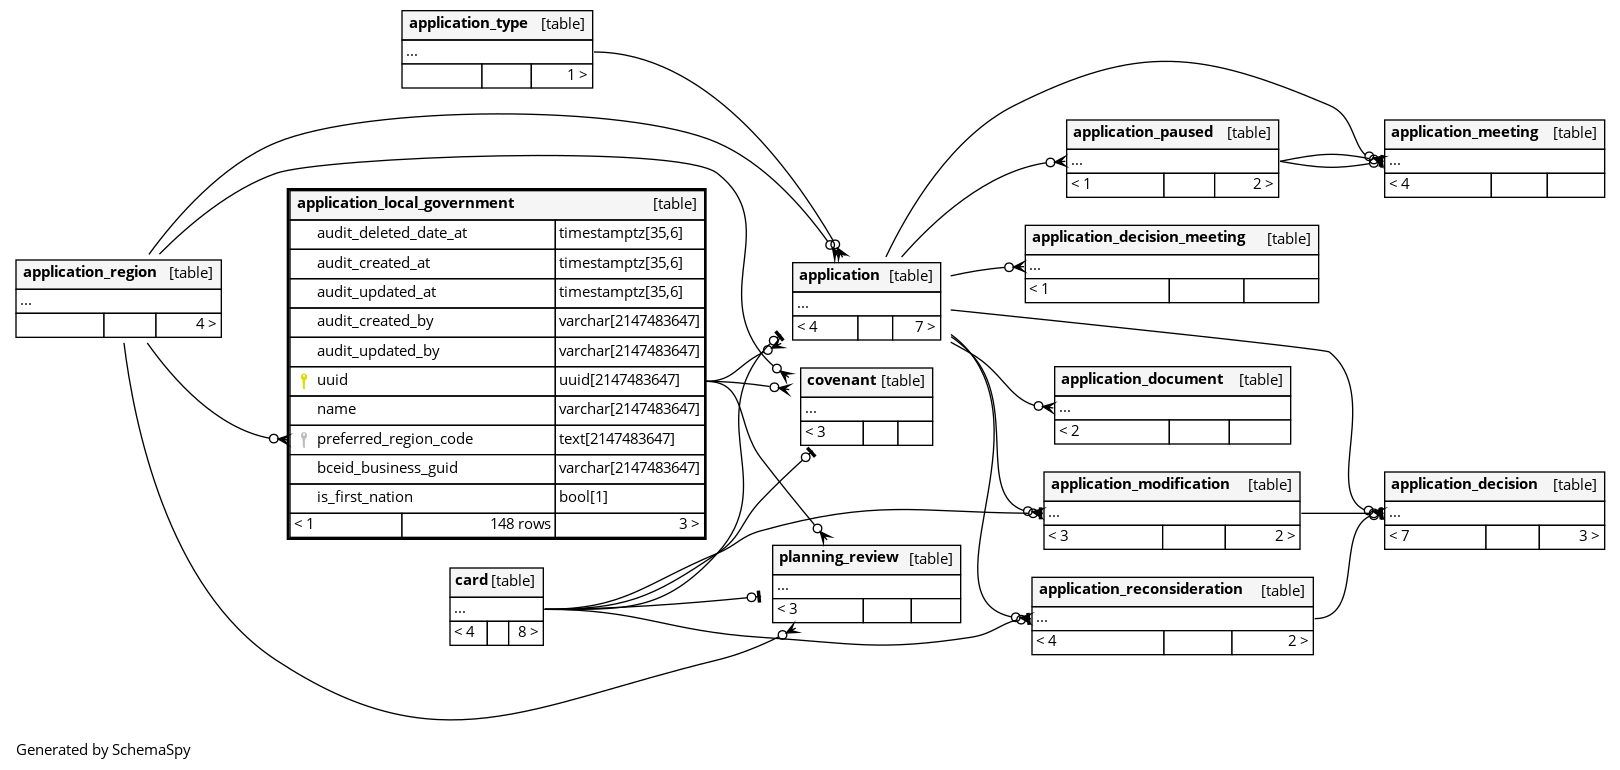 application_type [table]
...
1 >
application_region [table]
...
4 >
application_local_government [table]
audit_deleted_date_at timestamptz[35,6]
audit_created_at timestamptz[35,6]
audit_updated_at timestamptz[35,6]
audit_created_by varchar[2147483647]
audit_updated_by varchar[2147483647]
uuid uuid[2147483647]
name varchar[2147483647]
preferred_region_code text[2147483647]
bceid_business_guid varchar[2147483647]
is_first_nation bool[1]
< 1 148 rows 3 >
card [table]
...
< 4 8 >
application [table]
...
< 4 7 >
covenant [table]
...
< 3
planning_review [table]
...
< 3
application_paused [table]
...
< 1 2 >
application_meeting [table]
...
< 4
application_decision_meeting [table]
...
< 1
application_document [table]
...
< 2
application_modification [table]
...
< 3 2 >
application_decision [table]
...
< 7 3 >
application_reconsideration [table]
...
< 4 2 >
Generated by SchemaSpy